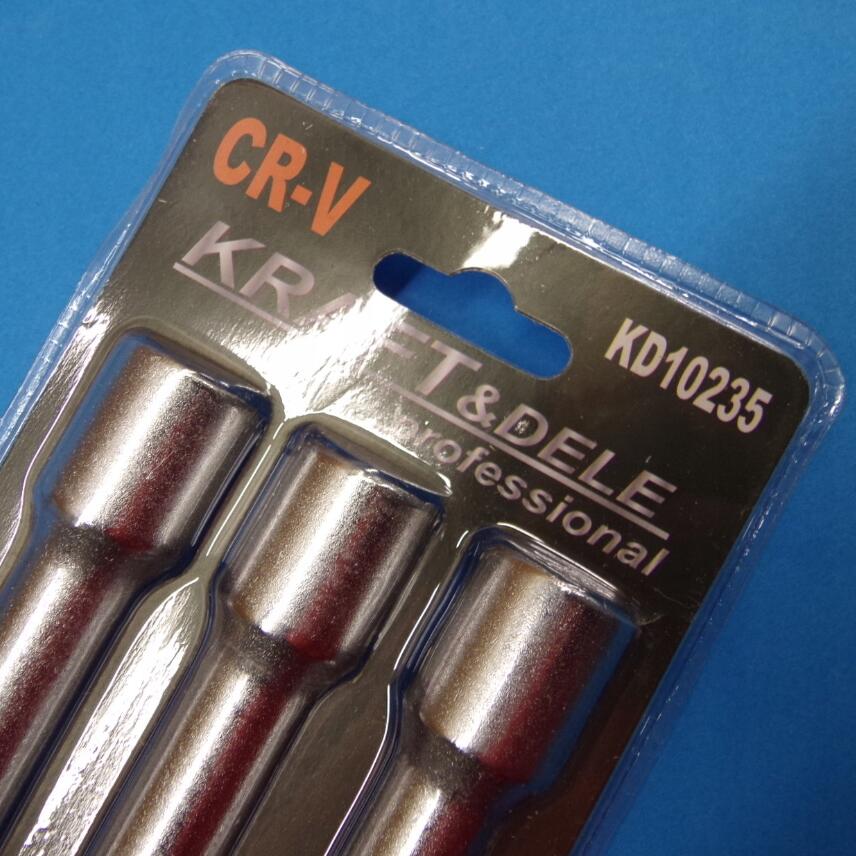 CR-V
KRAFT&DELE
professional
KD10235